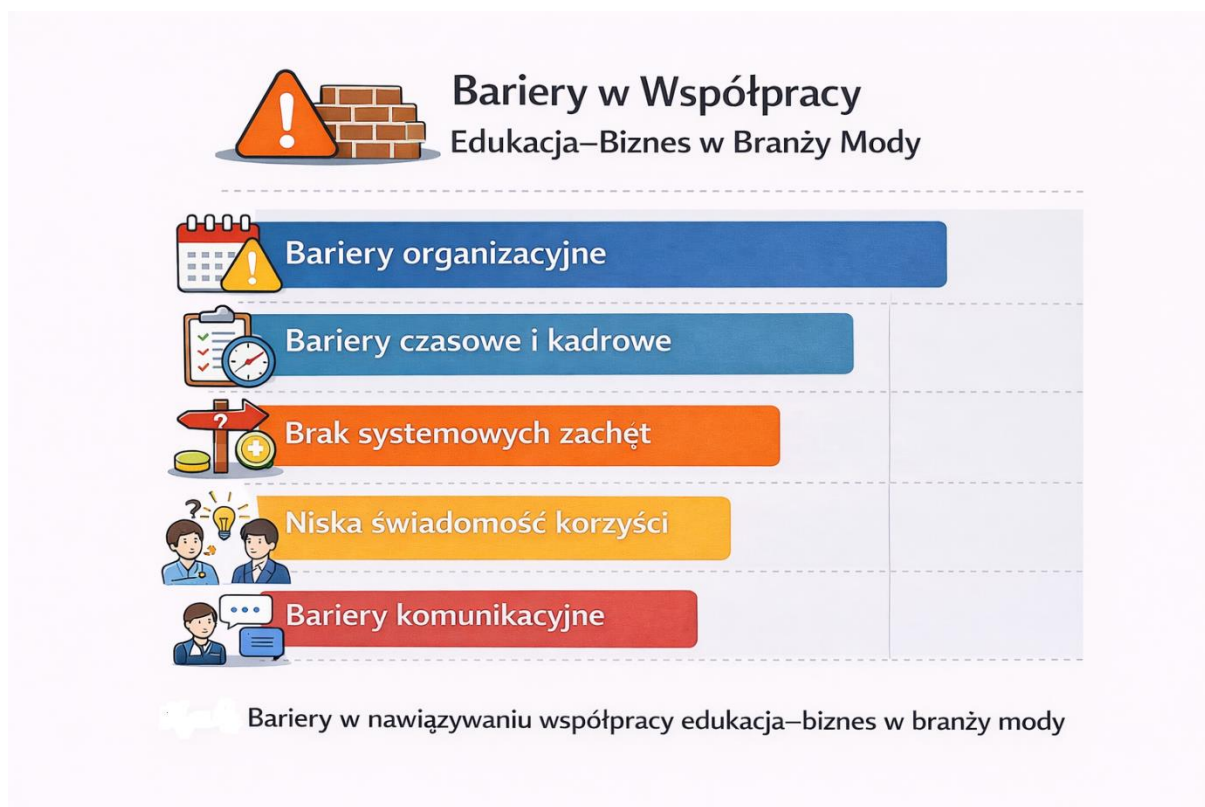 Bariery w Współpracy
Edukacja–Biznes w Branży Mody
Bariery organizacyjne
Bariery czasowe i kadrowe
Brak systemowych zachęt
Niska świadomość korzyści
Bariery komunikacyjne
Bariery w nawiązywaniu współpracy edukacja–biznes w branży mody